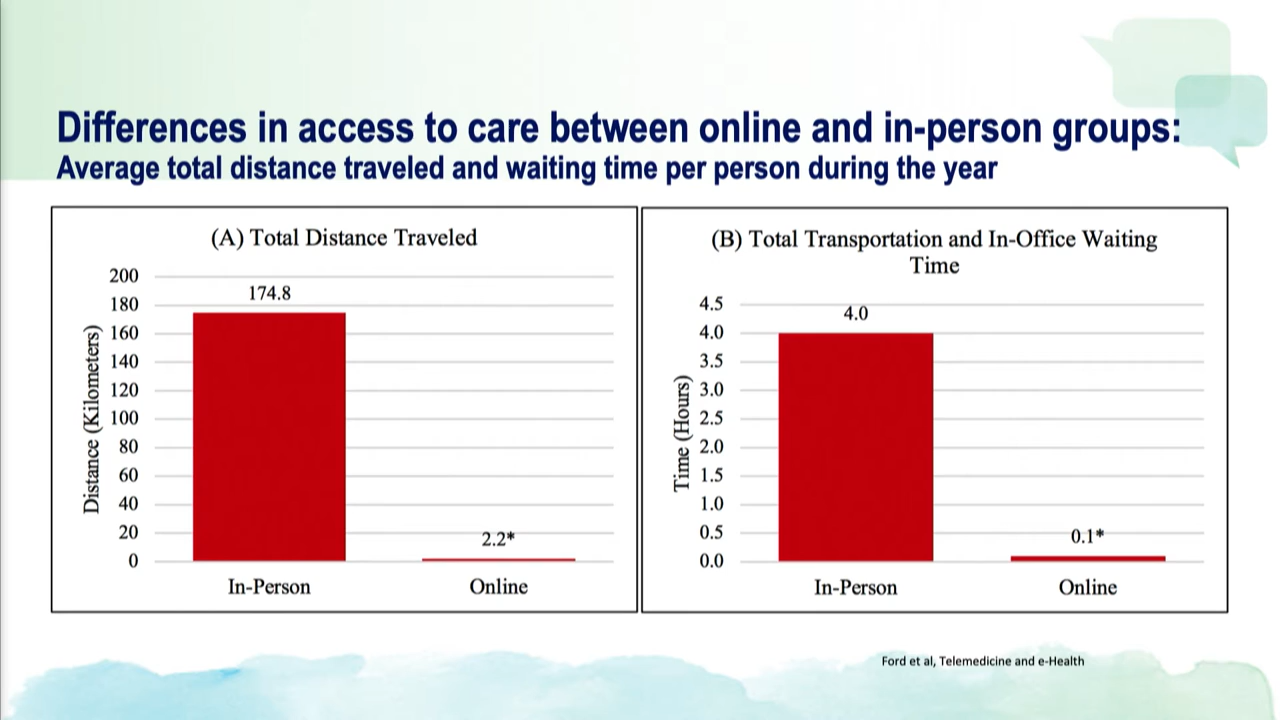 Differences in access to care between online and in-person groups:
Average total distance traveled and waiting time per person during the year
(A) Total Distance Traveled
200
180
160
140
120
100
80
60
40
20
0
Distance (Kilometers)
174.8
2.2*
In-Person
Online
(B) Total Transportation and In-Office Waiting
Time
4.5
4.0
3.5
3.0
2.5
2.0
1.5
1.0
0.5
0.0
Time (Hours)
4.0
0.1*
In-Person
Online
Ford et al, Telemedicine and e-Health